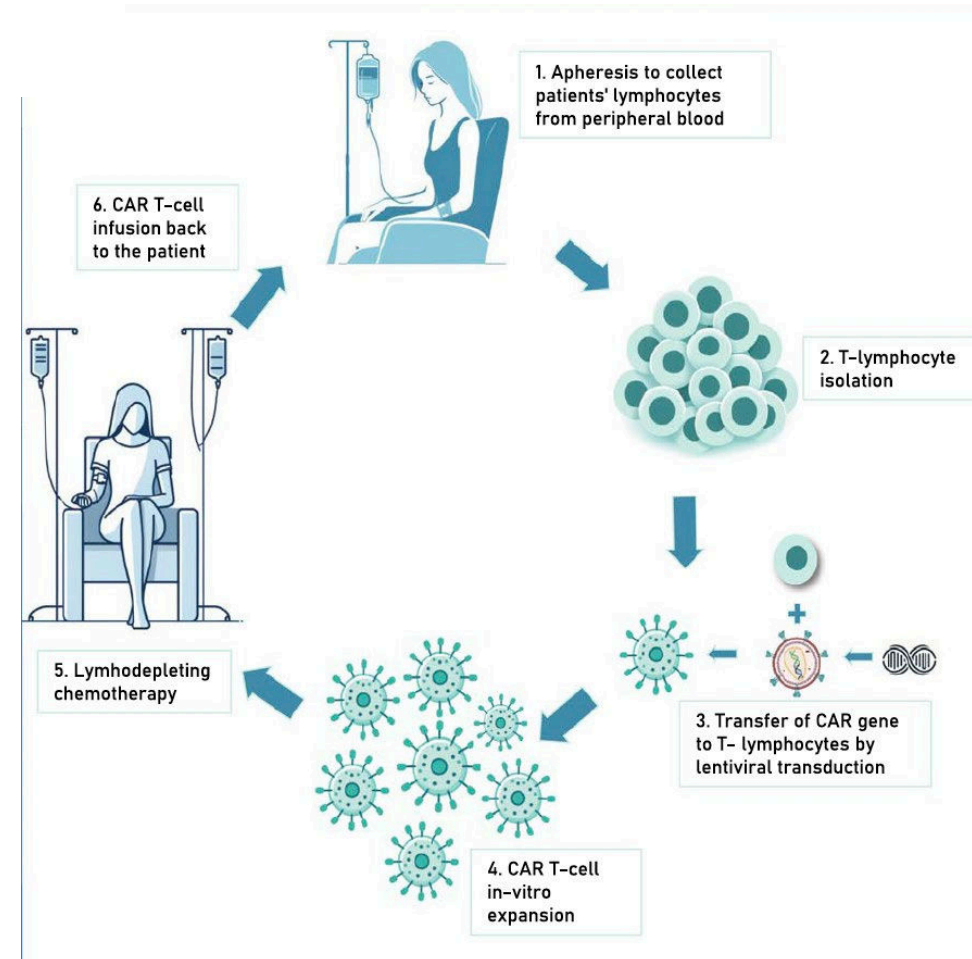 1. Apheresis to collect
patients' lymphocytes
from peripheral blood
2. T-lymphocyte
isolation
3. Transfer of CAR gene
to T- lymphocytes by
lentiviral transduction
4. CAR T-cell
in-vitro
expansion
5. Lymhodepleting
chemotherapy
6. CAR T-cell
infusion back
to the patient